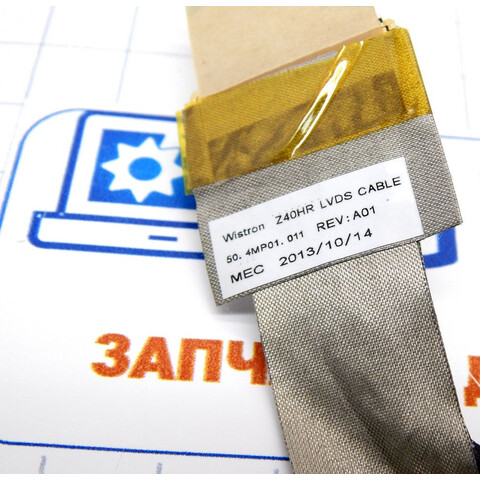 Wistron Z40HR LVDS CABLE
50.4MP01.011 REV:A01
MEC 2013/10/14
ЗАПЧ